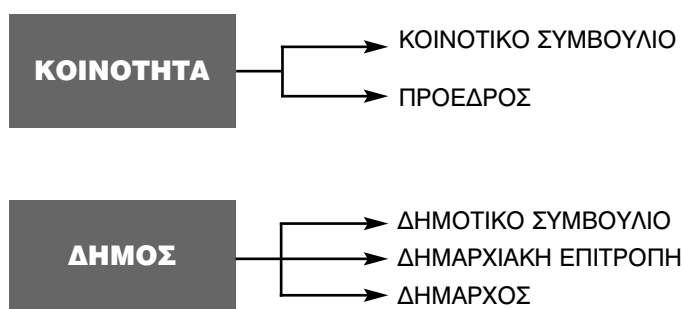 ΚΟΙΝΟΤΗΤΑ
ΚΟΙΝΟΤΙΚΟ ΣΥΜΒΟΥΛΙΟ
ΠΡΟΕΔΡΟΣ
ΔΗΜΟΣ
ΔΗΜΟΤΙΚΟ ΣΥΜΒΟΥΛΙΟ
ΔΗΜΑΡΧΙΑΚΗ ΕΠΙΤΡΟΠΗ
ΔΗΜΑΡΧΟΣ